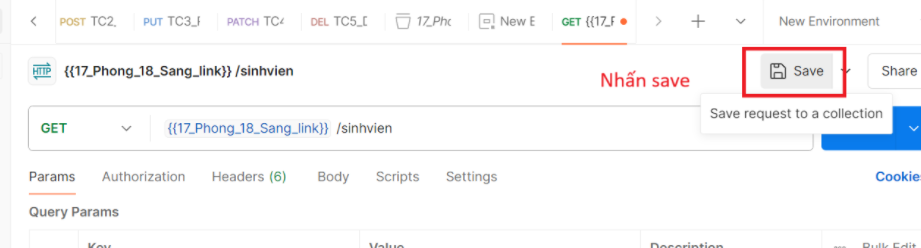 POST TC2_ PUT TC3_F PATCH TC4 DEL TC5_D 17_Pho New E GET {{17_F New Environment
HTTP {{17_Phong_18_Sang_link}} /sinhvien Save Share
Nhấn save
Save request to a collection
GET {{17_Phong_18_Sang_link}} /sinhvien
Params Authorization Headers (6) Body Scripts Settings Cookies
Query Params
Key Value Description Bulk Edit